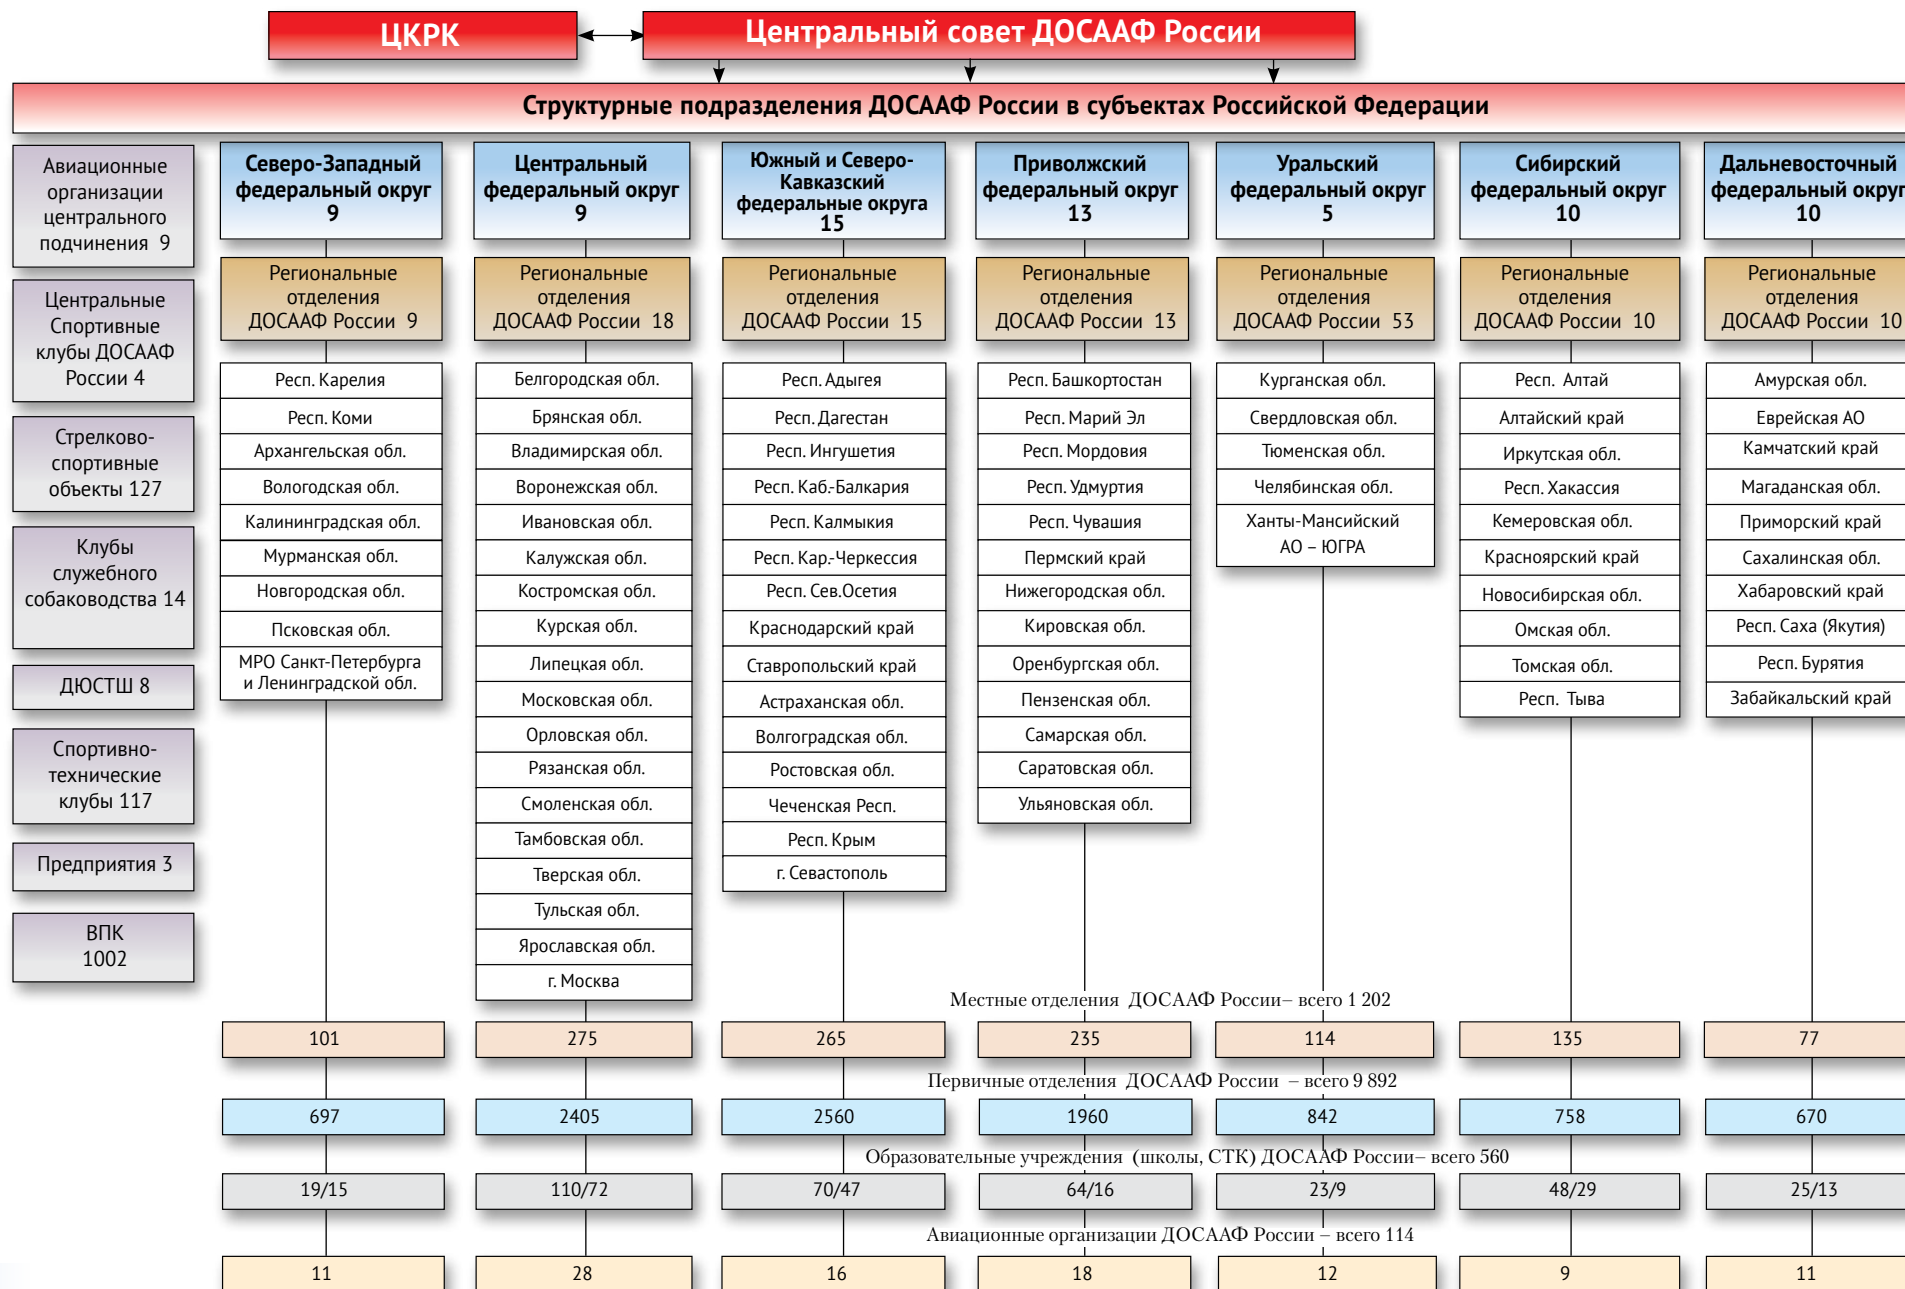 ЦКРК
Центральный совет ДОСААФ России
Структурные подразделения ДОСААФ России в субъектах Российской Федерации
Авиационные
организации
центрального
подчинения 9
Центральные
Спортивные
клубы ДОСААФ
России 4
Стрелково-
спортивные
объекты 127
Клубы
служебного
собаководства 14
ДЮСТШ 8
Спортивно-
технические
клубы 117
Предприятия 3
ВПК
1002
Северо-Западный
федеральный округ
9
Региональные
отделения
ДОСААФ России 9
Респ. Карелия
Респ. Коми
Архангельская обл.
Вологодская обл.
Калининградская обл.
Мурманская обл.
Новгородская обл.
Псковская обл.
МРО Санкт-Петербурга
и Ленинградской обл.
Центральный
федеральный округ
9
Региональные
отделения
ДОСААФ России 18
Белгородская обл.
Брянская обл.
Владимирская обл.
Воронежская обл.
Ивановская обл.
Калужская обл.
Костромская обл.
Курская обл.
Липецкая обл.
Московская обл.
Орловская обл.
Рязанская обл.
Смоленская обл.
Тамбовская обл.
Тверская обл.
Тульская обл.
Ярославская обл.
г. Москва
Южный и Северо-
Кавказский
федеральные округа
15
Региональные
отделения
ДОСААФ России 15
Респ. Адыгея
Респ. Дагестан
Респ. Ингушетия
Респ. Каб.-Балкария
Респ. Калмыкия
Респ. Кар.-Черкессия
Респ. Сев.Осетия
Краснодарский край
Ставропольский край
Астраханская обл.
Волгоградская обл.
Ростовская обл.
Чеченская Респ.
Респ. Крым
г. Севастополь
Приволжский
федеральный округ
13
Региональные
отделения
ДОСААФ России 13
Респ. Башкортостан
Респ. Марий Эл
Респ. Мордовия
Респ. Удмуртия
Респ. Чувашия
Пермский край
Нижегородская обл.
Кировская обл.
Оренбургская обл.
Пензенская обл.
Самарская обл.
Саратовская обл.
Ульяновская обл.
Уральский
федеральный округ
5
Региональные
отделения
ДОСААФ России 53
Курганская обл.
Свердловская обл.
Тюменская обл.
Челябинская обл.
Ханты-Мансийский
АО – ЮГРА
Сибирский
федеральный округ
10
Региональные
отделения
ДОСААФ России 10
Респ. Алтай
Алтайский край
Иркутская обл.
Респ. Хакассия
Кемеровская обл.
Красноярский край
Новосибирская обл.
Омская обл.
Томская обл.
Респ. Тыва
Дальневосточный
федеральный округ
10
Региональные
отделения
ДОСААФ России 10
Амурская обл.
Еврейская АО
Камчатский край
Магаданская обл.
Приморский край
Сахалинская обл.
Хабаровский край
Респ. Саха (Якутия)
Респ. Бурятия
Забайкальский край
Местные отделения ДОСААФ России– всего 1 202
101 275 265 235 114 135 77
Первичные отделения ДОСААФ России – всего 9 892
697 2405 2560 1960 842 758 670
Образовательные учреждения (школы, СТК) ДОСААФ России– всего 560
19/15 110/72 70/47 64/16 23/9 48/29 25/13
Авиационные организации ДОСААФ России – всего 114
11 28 16 18 12 9 11